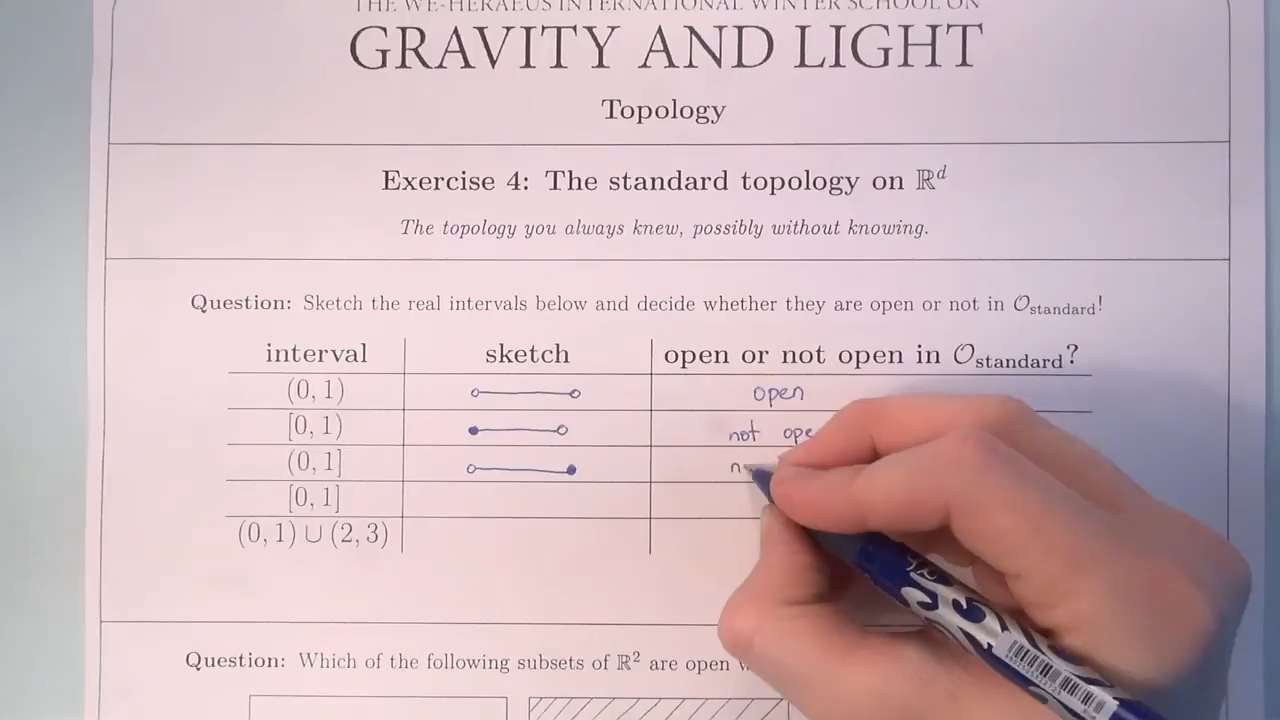 THE WE-HERAEUS INTERNATIONAL WINTER SCHOOL ON
GRAVITY AND LIGHT
Topology
Exercise 4: The standard topology on ℝᵈ
The topology you always knew, possibly without knowing.
Question: Sketch the real intervals below and decide whether they are open or not in 𝒪standard!
interval sketch open or not open in 𝒪standard?
(0, 1) open
[0, 1) not ope
(0, 1] n
[0, 1]
(0, 1) ∪ (2, 3)
Question: Which of the following subsets of ℝ² are open